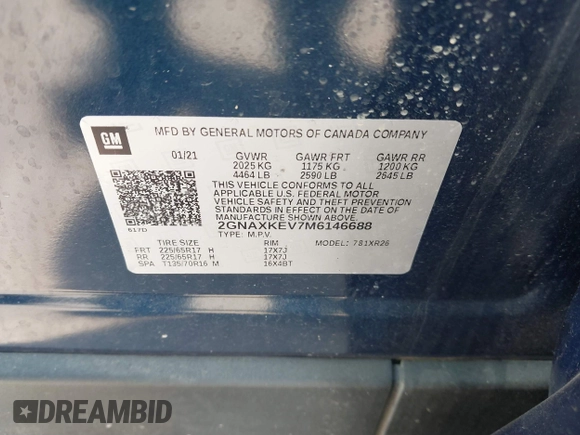 GM
MFD BY GENERAL MOTORS OF CANADA COMPANY
01/21 GVWR GAWR FRT GAWR RR
2025 KG 1175 KG 1200 KG
4464 LB 2590 LB 2645 LB
THIS VEHICLE CONFORMS TO ALL APPLICABLE
U.S. FEDERAL MOTOR VEHICLE SAFETY
STANDARDS IN EFFECT ON THE DATE OF
MANUFACTURE SHOWN ABOVE.
2GNAXKEV7M6146688
617D TYPE: M.P.V.
TIRE SIZE RIM MODEL: 781XR26
FRT 225/65R17 H 17X7J
RR 225/65R17 H 17X7J
SPA T135/70R16 M 16X4BT
DREAMBID